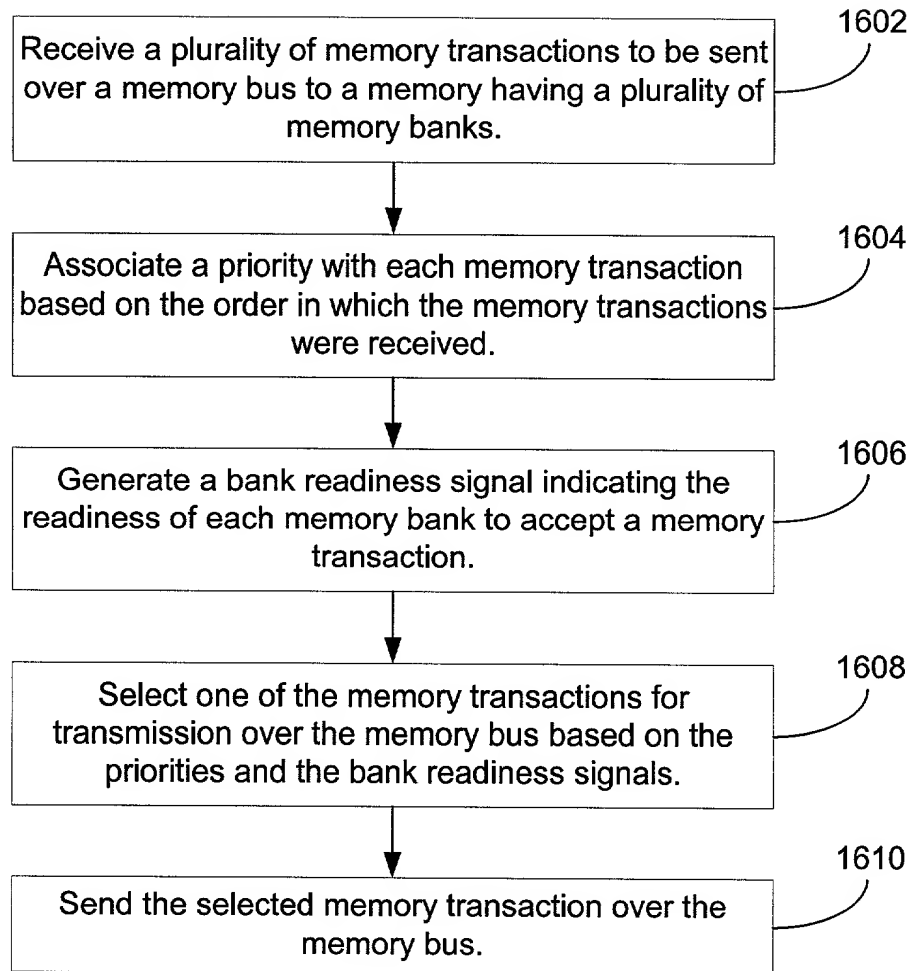 1602
Receive a plurality of memory transactions to be sent
over a memory bus to a memory having a plurality of
memory banks.
1604
Associate a priority with each memory transaction
based on the order in which the memory transactions
were received.
1606
Generate a bank readiness signal indicating the
readiness of each memory bank to accept a memory
transaction.
1608
Select one of the memory transactions for
transmission over the memory bus based on the
priorities and the bank readiness signals.
1610
Send the selected memory transaction over the
memory bus.